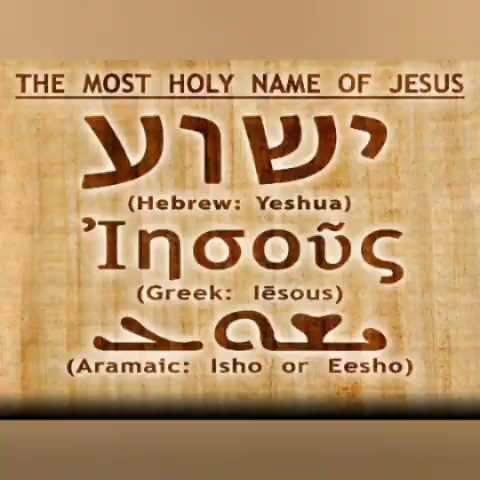 THE MOST HOLY NAME OF JESUS
ישוע
(Hebrew: Yeshua)
Ἰησοῦς
(Greek: Iēsous)
ܝܫܘܥ
(Aramaic: Isho or Eesho)